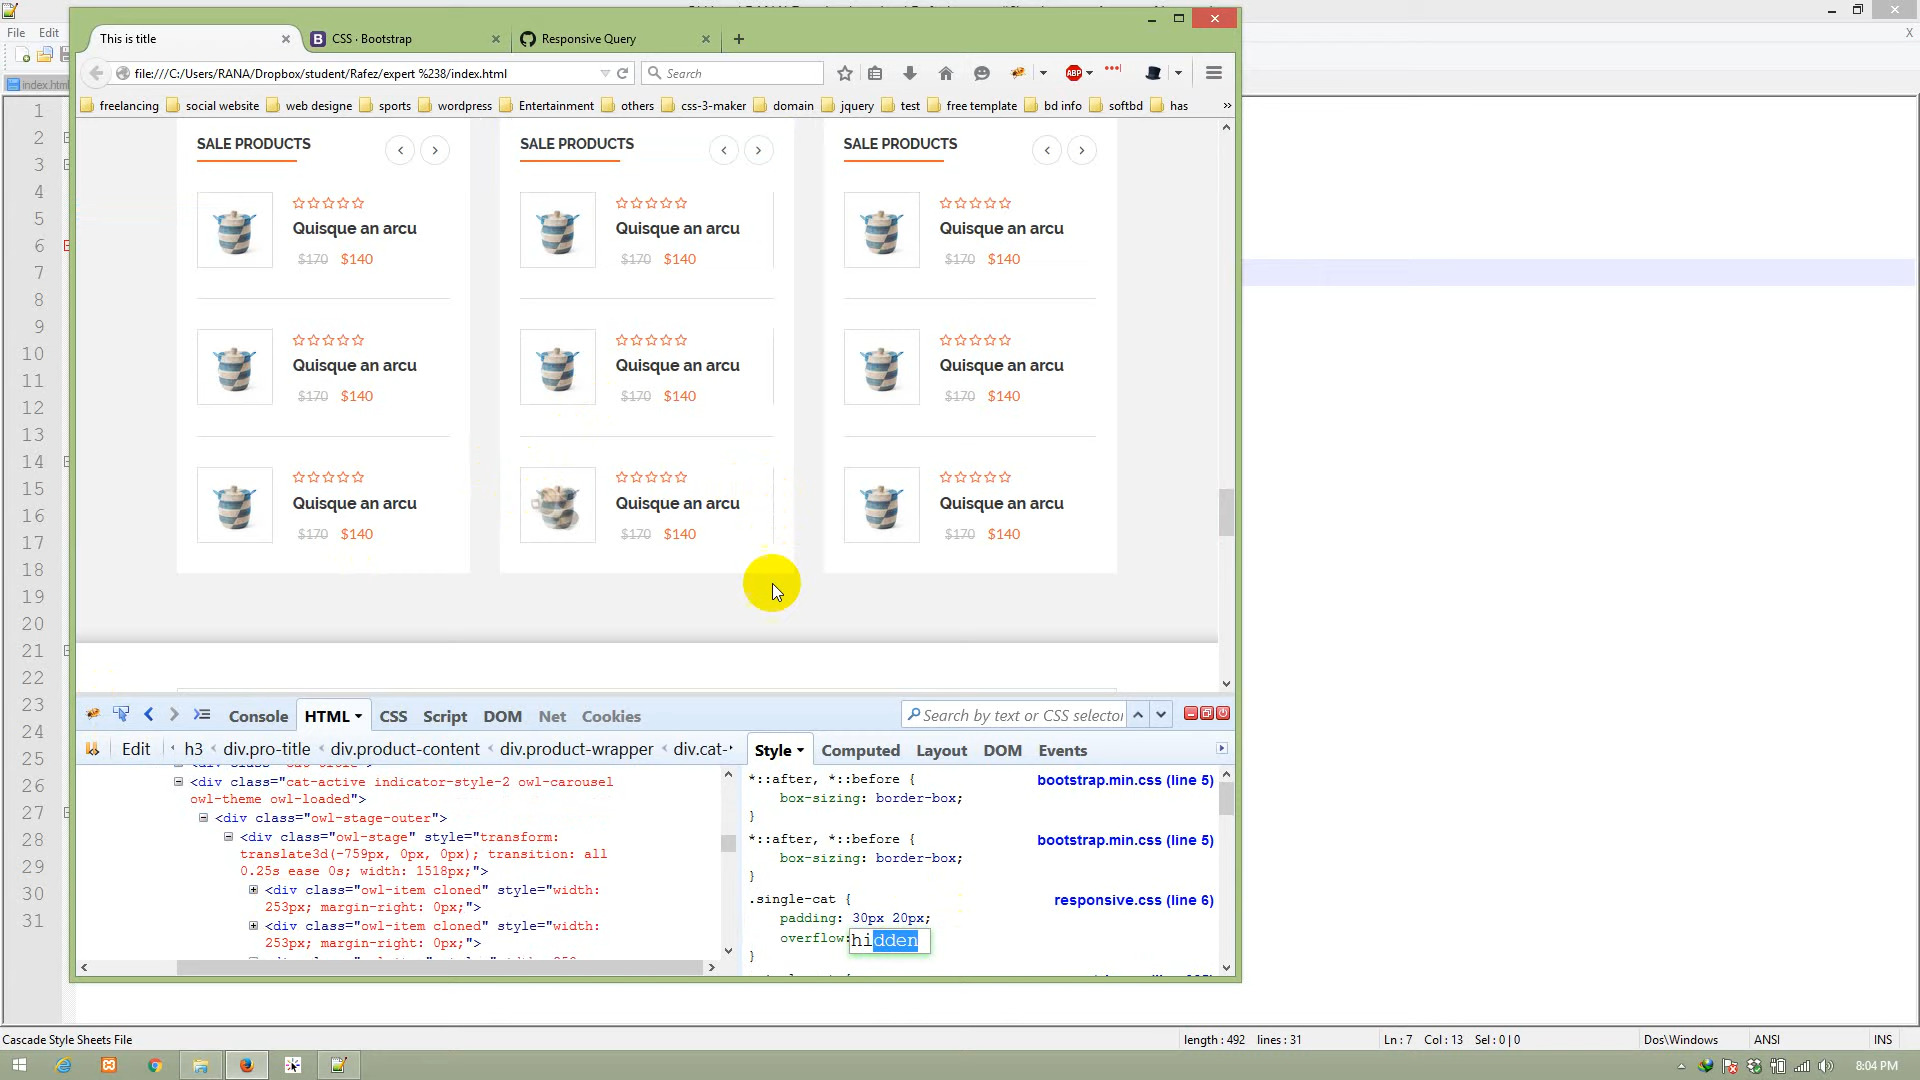 File Edit
index.html
This is title
CSS · Bootstrap
Responsive Query
file:///C:/Users/RANA/Dropbox/student/Rafez/expert %238/index.html
Search
ABP
freelancing social website web designe sports wordpress Entertainment others css-3-maker domain jquery test free template bd info softbd has »
1
2
3
4
5
6
7
8
9
10
11
12
13
14
15
16
17
18
19
20
21
22
23
24
25
26
27
28
29
30
31
SALE PRODUCTS
Quisque an arcu
$170 $140
Quisque an arcu
$170 $140
Quisque an arcu
$170 $140
SALE PRODUCTS
Quisque an arcu
$170 $140
Quisque an arcu
$170 $140
Quisque an arcu
$170 $140
SALE PRODUCTS
Quisque an arcu
$170 $140
Quisque an arcu
$170 $140
Quisque an arcu
$170 $140
Console HTML CSS Script DOM Net Cookies
Search by text or CSS selector
Edit h3 < div.pro-title < div.product-content < div.product-wrapper < div.cat-
Style Computed Layout DOM Events
<div class="cat-active indicator-style-2 owl-carousel
owl-theme owl-loaded">
<div class="owl-stage-outer">
<div class="owl-stage" style="transform:
translate3d(-759px, 0px, 0px); transition: all
0.25s ease 0s; width: 1518px;">
<div class="owl-item cloned" style="width:
253px; margin-right: 0px;">
<div class="owl-item cloned" style="width:
253px; margin-right: 0px;">
*::after, *::before { bootstrap.min.css (line 5)
box-sizing: border-box;
}
*::after, *::before { bootstrap.min.css (line 5)
box-sizing: border-box;
}
.single-cat { responsive.css (line 6)
padding: 30px 20px;
overflow: hidden
}
Cascade Style Sheets File
length : 492 lines : 31
Ln : 7 Col : 13 Sel : 0 | 0
Dos\Windows
ANSI
INS
8:04 PM